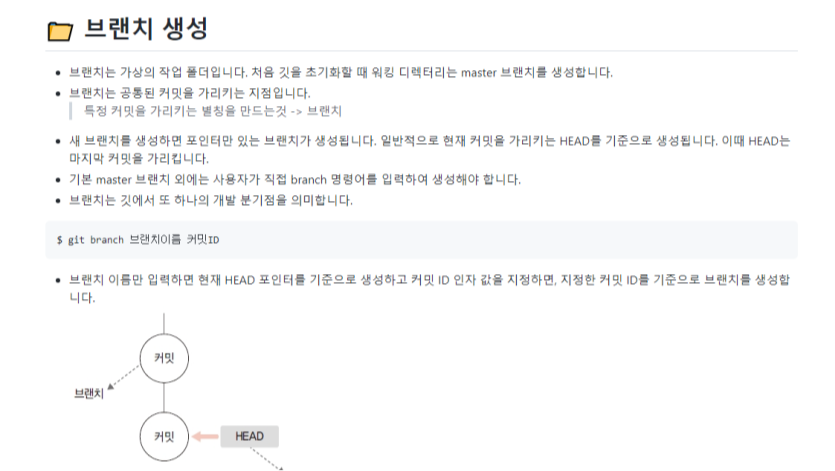 브랜치 생성
브랜치는 가상의 작업 폴더입니다. 처음 깃을 초기화할 때 워킹 디렉터리는 master 브랜치를 생성합니다.
브랜치는 공통된 커밋을 가리키는 지점입니다.
특정 커밋을 가리키는 별칭을 만드는것 -> 브랜치
새 브랜치를 생성하면 포인터만 있는 브랜치가 생성됩니다. 일반적으로 현재 커밋을 가리키는 HEAD를 기준으로 생성됩니다. 이때 HEAD는
마지막 커밋을 가리킵니다.
기본 master 브랜치 외에는 사용자가 직접 branch 명령어를 입력하여 생성해야 합니다.
브랜치는 깃에서 또 하나의 개발 분기점을 의미합니다.
$ git branch 브랜치이름 커밋ID
브랜치 이름만 입력하면 현재 HEAD 포인터를 기준으로 생성하고 커밋 ID 인자 값을 지정하면, 지정한 커밋 ID를 기준으로 브랜치를 생성합
니다.
커밋
브랜치
커밋
HEAD